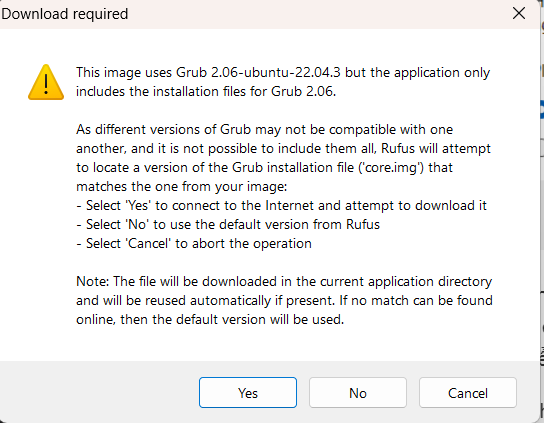 Download required
This image uses Grub 2.06-ubuntu-22.04.3 but the application only
includes the installation files for Grub 2.06.
As different versions of Grub may not be compatible with one
another, and it is not possible to include them all, Rufus will attempt
to locate a version of the Grub installation file ('core.img') that
matches the one from your image:
- Select 'Yes' to connect to the Internet and attempt to download it
- Select 'No' to use the default version from Rufus
- Select 'Cancel' to abort the operation
Note: The file will be downloaded in the current application directory
and will be reused automatically if present. If no match can be found
online, then the default version will be used.
Yes
No
Cancel